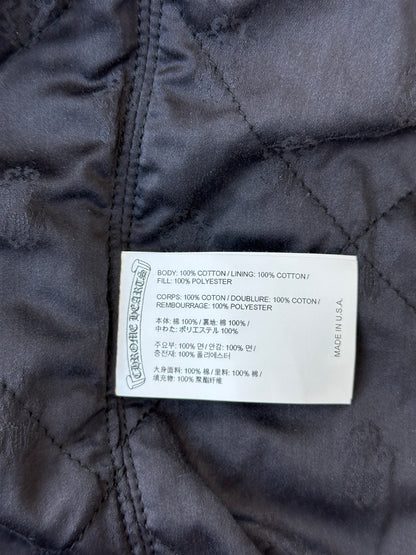 CHROME HEARTS
BODY: 100% COTTON / LINING: 100% COTTON /
FILL: 100% POLYESTER
CORPS: 100% COTON / DOUBLURE: 100% COTON /
REMBOURRAGE: 100% POLYESTER
本体: 棉 100% / 裏地: 棉 100% /
中わた: ポリエステル 100%
주요부: 100% 면 / 안감: 100% 면 /
충전재: 100% 폴리에스터
大身面料: 100% 棉 / 里料: 100% 棉 /
填充物: 100% 聚酯纤维
MADE IN U.S.A.